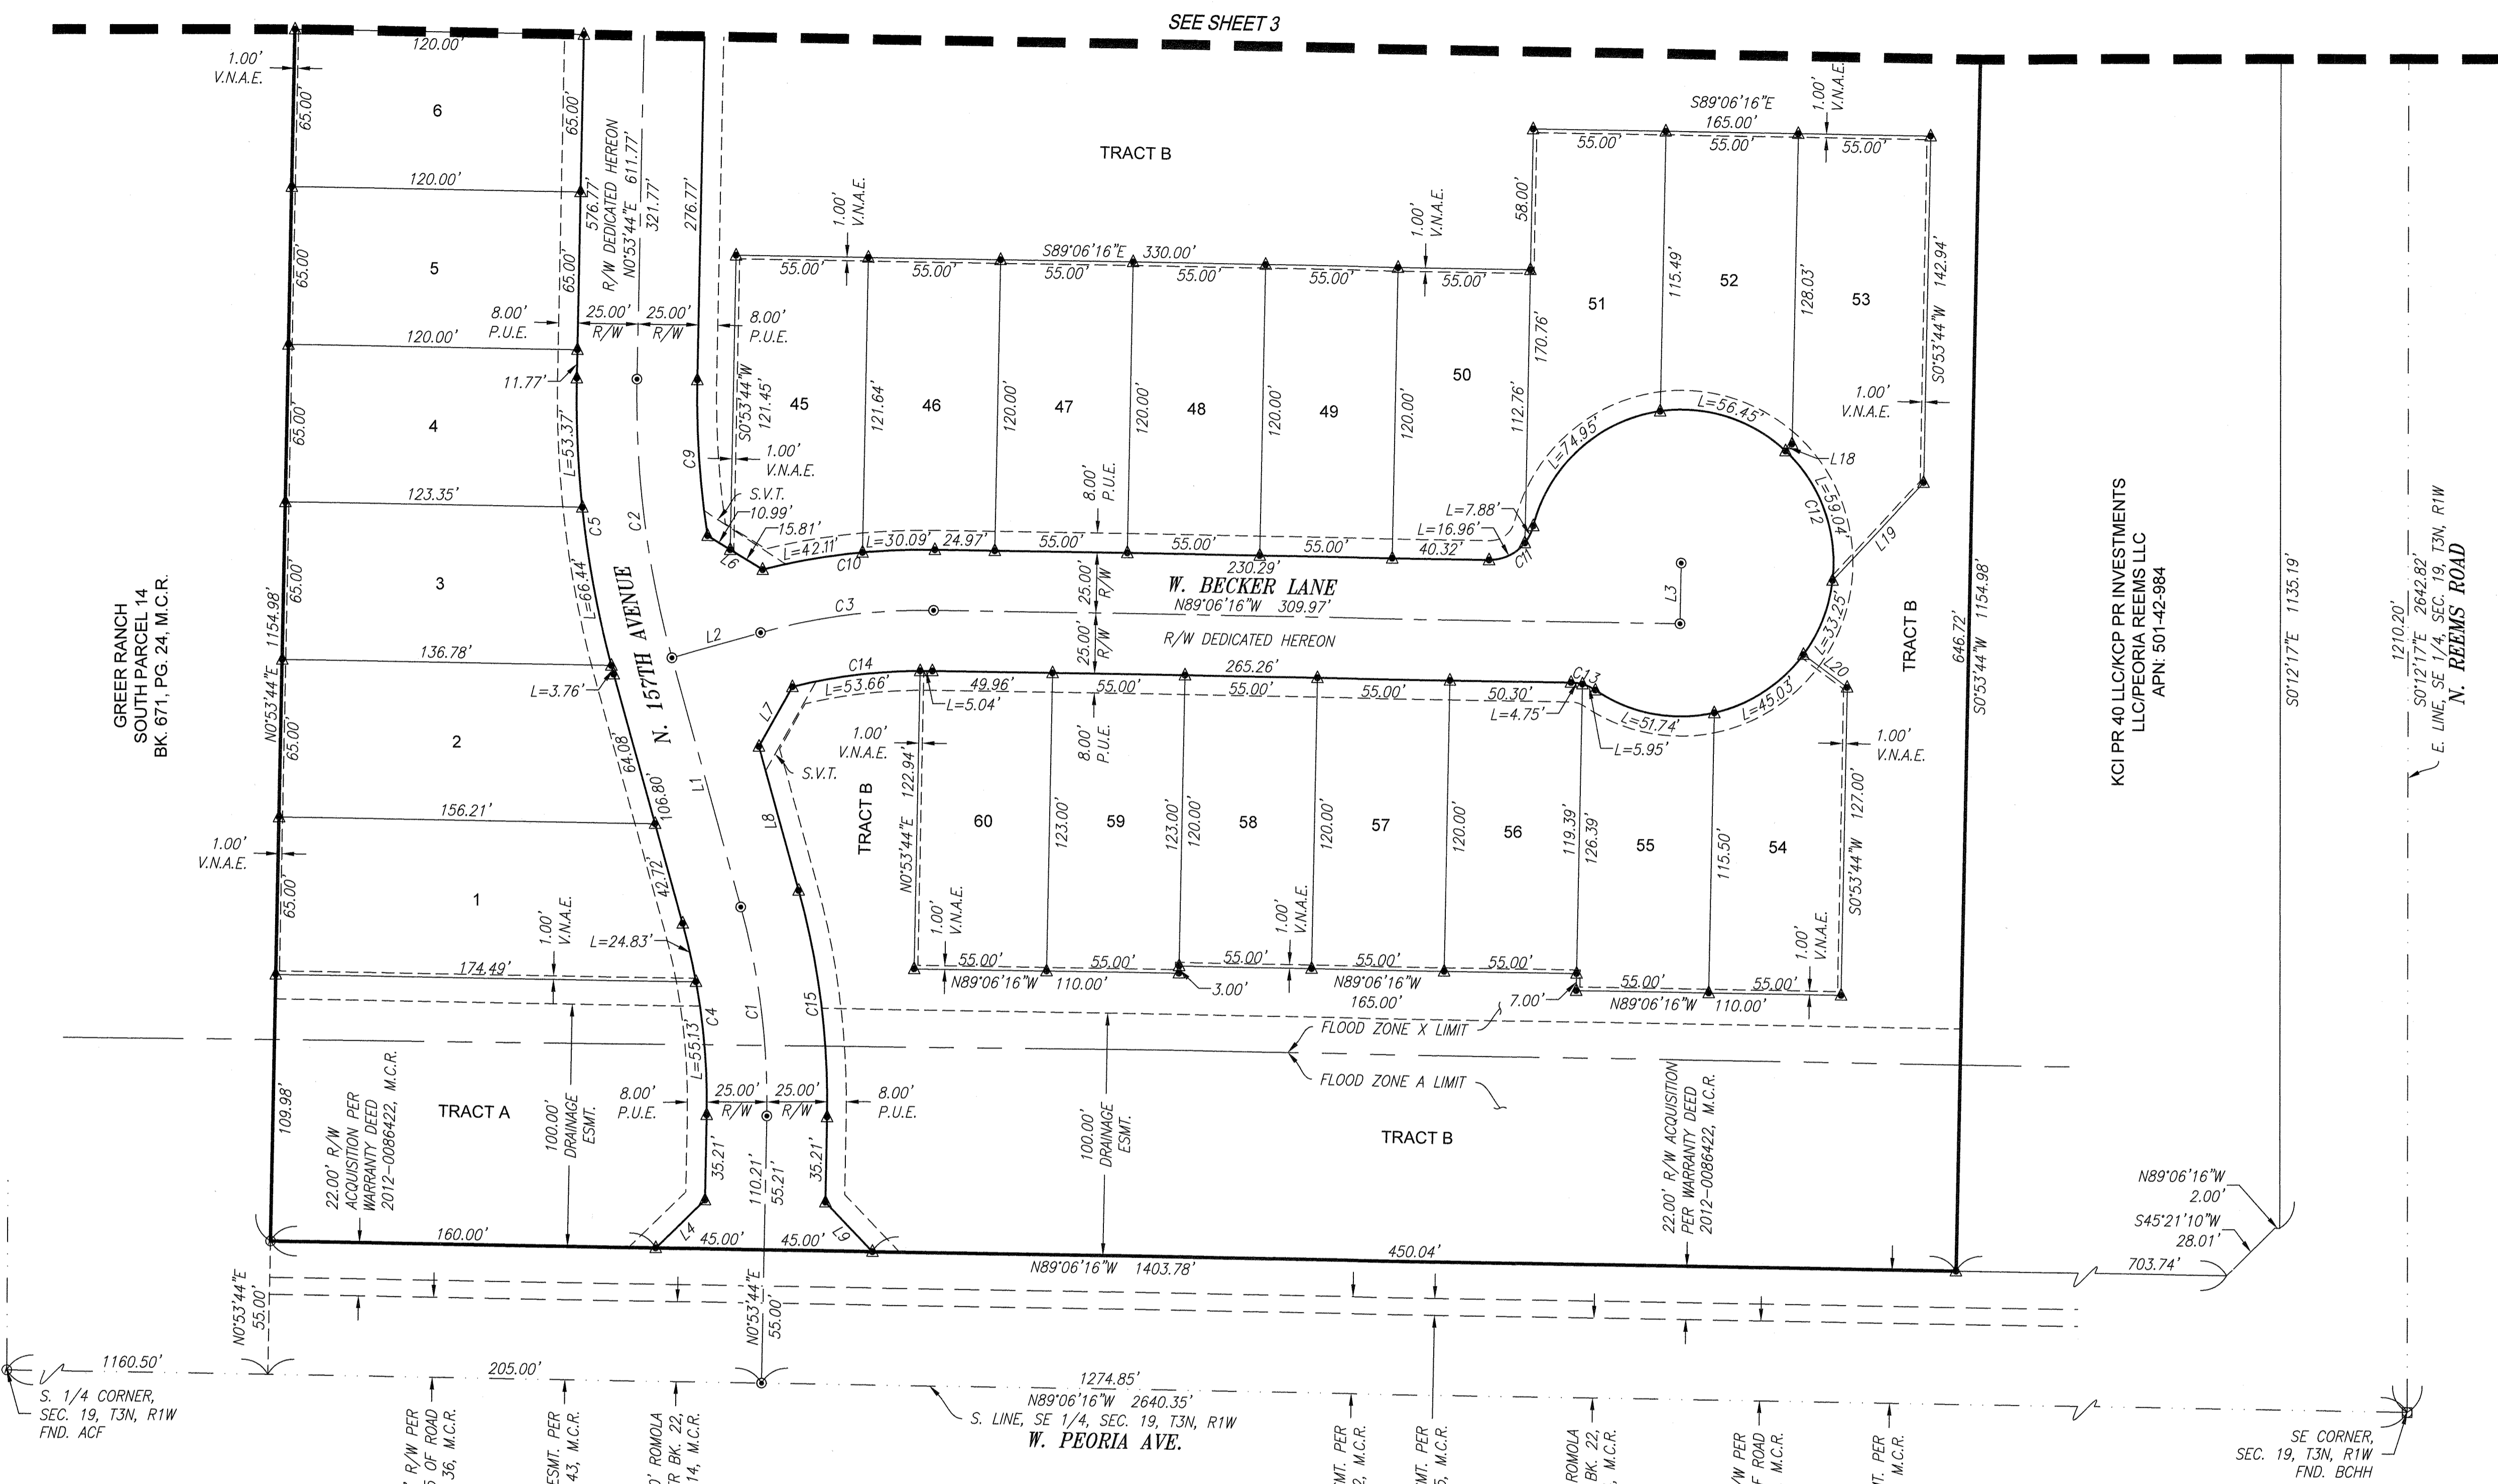 SEE SHEET 3
1.00'
V.N.A.E.
120.00'
65.00'
6
65.00'
120.00'
65.00'
5
65.00'
576.77'
R/W DEDICATED HEREON
N0°53'44"E 611.77'
321.77'
276.77'
8.00'
P.U.E.
25.00'
R/W
25.00'
R/W
8.00'
P.U.E.
120.00'
11.77'
65.00'
4
L=53.37'
123.35'
C5
C2
C9
65.00'
3
L=66.44'
N0°53'44"E 1154.98'
136.78'
L=3.76'
N. 157TH AVENUE
65.00'
2
64.08'
106.80'
156.21'
1.00'
V.N.A.E.
65.00'
1
42.72'
1.00'
V.N.A.E.
L=24.83'
174.49'
GREER RANCH
SOUTH PARCEL 14
BK. 671, PG. 24, M.C.R.
TRACT B
S89°06'16"E
165.00'
55.00'
55.00'
55.00'
1.00'
V.N.A.E.
58.00'
51
115.49'
52
128.03'
53
S0°53'44"W 142.94'
1.00'
V.N.A.E.
1.00'
V.N.A.E.
S89°06'16"E 330.00'
1.00'
V.N.A.E.
55.00'
55.00'
55.00'
55.00'
55.00'
55.00'
S0°53'44"W
121.45'
45
121.64'
46
120.00'
47
120.00'
48
120.00'
49
120.00'
50
170.76'
112.76'
1.00'
V.N.A.E.
S.V.T.
10.99'
15.81'
L6
L=42.11'
C10
L=30.09'
24.97'
55.00'
55.00'
55.00'
40.32'
230.29'
8.00'
P.U.E.
L=7.88'
L=16.96'
C11
L=74.95'
L=56.45'
L18
L=59.04'
C12
L19
L=33.25'
L20
L=45.03'
L=51.74'
L=5.95'
C13
L=4.75'
25.00'
R/W
W. BECKER LANE
N89°06'16"W 309.97'
R/W DEDICATED HEREON
25.00'
R/W
L3
C3
L2
C14
L=53.66'
L=5.04'
49.96'
55.00'
265.26'
55.00'
55.00'
50.30'
8.00'
P.U.E.
L7
S.V.T.
L1
L8
1.00'
V.N.A.E.
TRACT B
N0°53'44"E 122.94'
60
123.00'
59
123.00'
120.00'
58
120.00'
57
120.00'
56
119.39'
126.39'
55
115.50'
54
S0°53'44"W 127.00'
1.00'
V.N.A.E.
1.00'
V.N.A.E.
1.00'
V.N.A.E.
1.00'
V.N.A.E.
55.00'
55.00'
N89°06'16"W 110.00'
3.00'
55.00'
55.00'
55.00'
N89°06'16"W
165.00'
7.00'
55.00'
55.00'
N89°06'16"W 110.00'
TRACT B
646.72'
S0°53'44"W 1154.98'
KCI PR 40 LLC/KCP PR INVESTMENTS
LLC/PEORIA REEMS LLC
APN: 501-42-984
S0°12'17"E 1135.19'
1210.20'
S0°12'17"E 2642.82'
E. LINE, SE 1/4, SEC. 19, T3N, R1W
N. REEMS ROAD
C4
C1
C15
L=55.13'
FLOOD ZONE X LIMIT
FLOOD ZONE A LIMIT
109.98'
TRACT A
22.00' R/W
ACQUISITION PER
WARRANTY DEED
2012-0086422, M.C.R.
100.00'
DRAINAGE
ESMT.
8.00'
P.U.E.
25.00'
R/W
25.00'
R/W
8.00'
P.U.E.
35.21'
110.21'
55.21'
35.21'
100.00'
DRAINAGE
ESMT.
TRACT B
22.00' R/W ACQUISITION
PER WARRANTY DEED
2012-0086422, M.C.R.
N89°06'16"W
2.00'
S45°21'10"W
28.01'
160.00'
L4
45.00'
45.00'
L9
N89°06'16"W 1403.78'
450.04'
703.74'
N0°53'44"E
55.00'
N0°53'44"E
55.00'
1160.50'
205.00'
1274.85'
N89°06'16"W 2640.35'
S. LINE, SE 1/4, SEC. 19, T3N, R1W
W. PEORIA AVE.
S. 1/4 CORNER,
SEC. 19, T3N, R1W
FND. ACF
SE CORNER,
SEC. 19, T3N, R1W
FND. BCHH
R/W PER
OF ROAD
36, M.C.R.
ESMT. PER
43, M.C.R.
ROMOLA
BK. 22,
14, M.C.R.
PER
M.C.R.
PER
M.C.R.
ROMOLA
BK. 22,
M.C.R.
PER
ROAD
M.C.R.
PER
M.C.R.